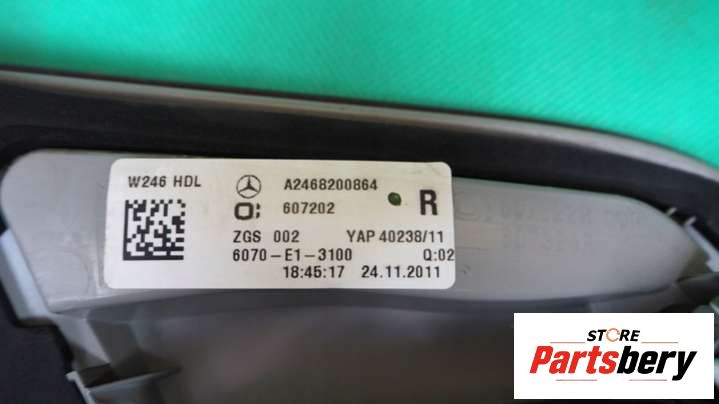 W246 HDL A2468200864
607202 R
ZGS 002 YAP 40238/11
6070-E1-3100 Q:02
18:45:17 24.11.2011
STORE
Partsbery